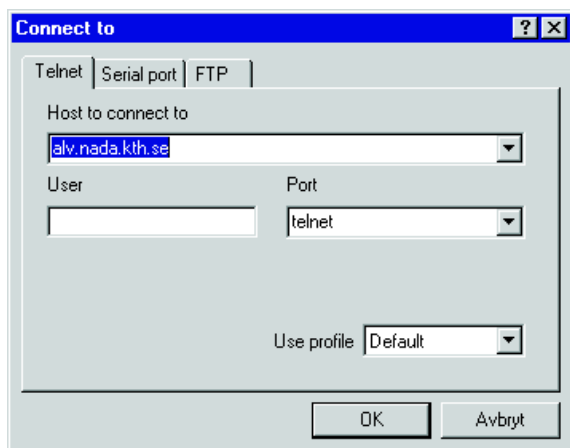 Connect to
Telnet Serial port FTP
Host to connect to
alv.nada.kth.se
User Port
telnet
Use profile Default
OK Avbryt